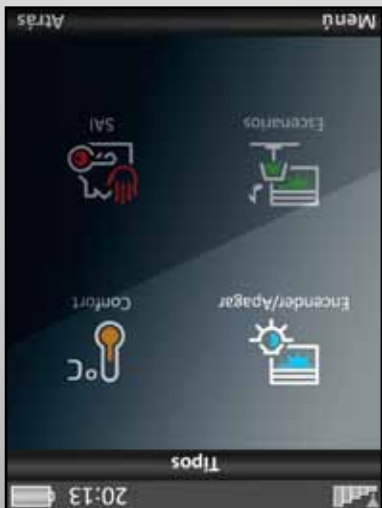 20:13
Tipos
°C
Encender/Apagar Confort
Escenarios SAI
Menú Atrás